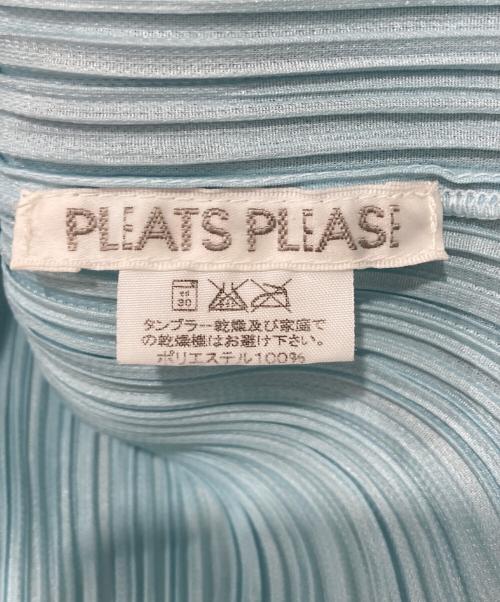 PLEATS PLEASE
弱
30
タンブラー乾燥及び家庭で
の乾燥機はお避け下さい。
ポリエステル100%